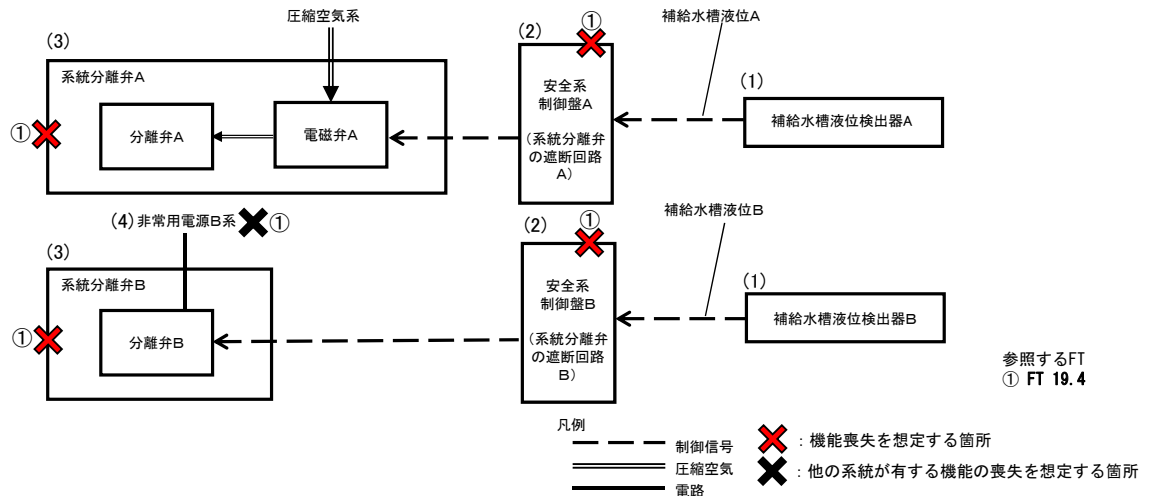 圧縮空気系
(3)
系統分離弁A
①
分離弁A
電磁弁A
(2)
①
安全系
制御盤A
(系統分離弁
の遮断回路
A)
補給水槽液位A
(1)
補給水槽液位検出器A
(4)非常用電源B系
①
(3)
系統分離弁B
①
分離弁B
(2)
①
安全系
制御盤B
(系統分離弁
の遮断回路
B)
補給水槽液位B
(1)
補給水槽液位検出器B
参照するFT
① FT 19.4
凡例
制御信号
圧縮空気
電路
:機能喪失を想定する箇所
:他の系統が有する機能の喪失を想定する箇所